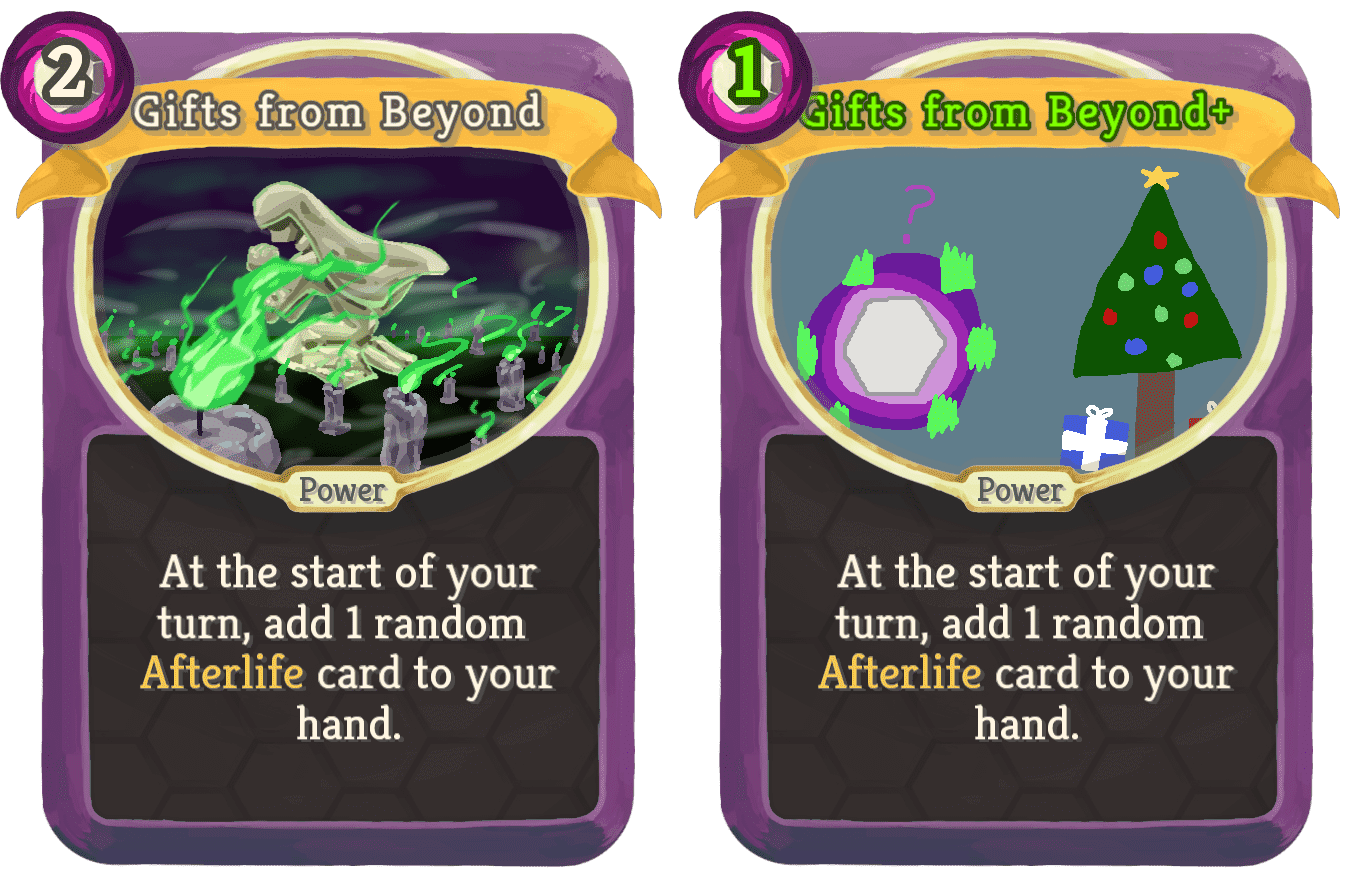 2
Gifts from Beyond
Power
At the start of your
turn, add 1 random
Afterlife card to your
hand.
1
Gifts from Beyond+
?
Power
At the start of your
turn, add 1 random
Afterlife card to your
hand.